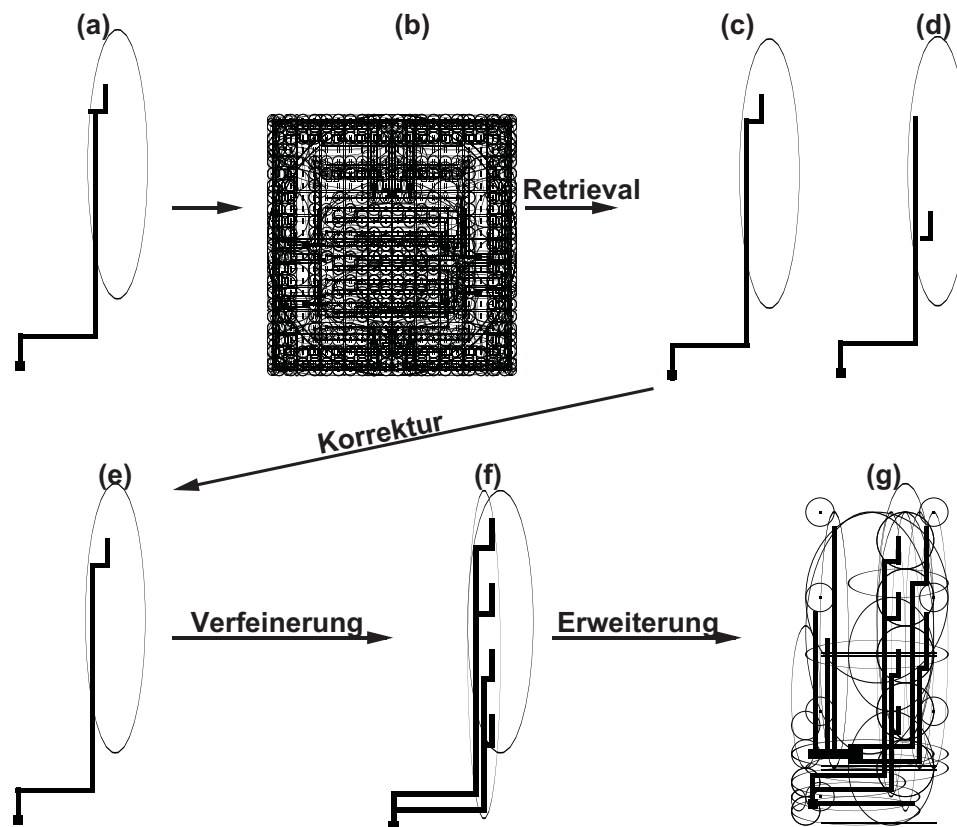 (a)
(b)
(c)
(d)
Retrieval
Korrektur
(e)
(f)
(g)
Verfeinerung
Erweiterung